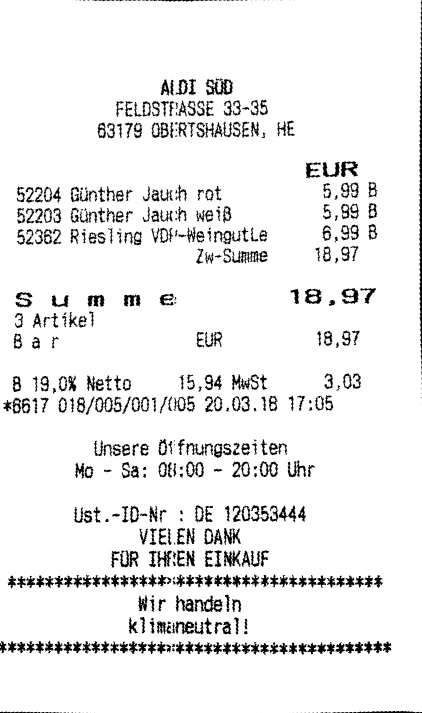 ALDI SÜD
FELDSTRASSE 33-35
63179 OBERTSHAUSEN, HE
EUR
52204 Günther Jauch rot 5,99 B
52203 Günther Jauch weiß 5,99 B
52362 Riesling VDP-WeingutLe 6,99 B
Zw-Summe 18,97
S u m m e 18,97
3 Artikel
B a r EUR 18,97
B 19,0% Netto 15,94 MwSt 3,03
*6617 018/005/001/005 20.03.18 17:05
Unsere Öffnungszeiten
Mo - Sa: 08:00 - 20:00 Uhr
Ust.-ID-Nr : DE 120353444
VIELEN DANK
FÜR IHREN EINKAUF
*****************************************
Wir handeln
klimaneutral!
*******************************************